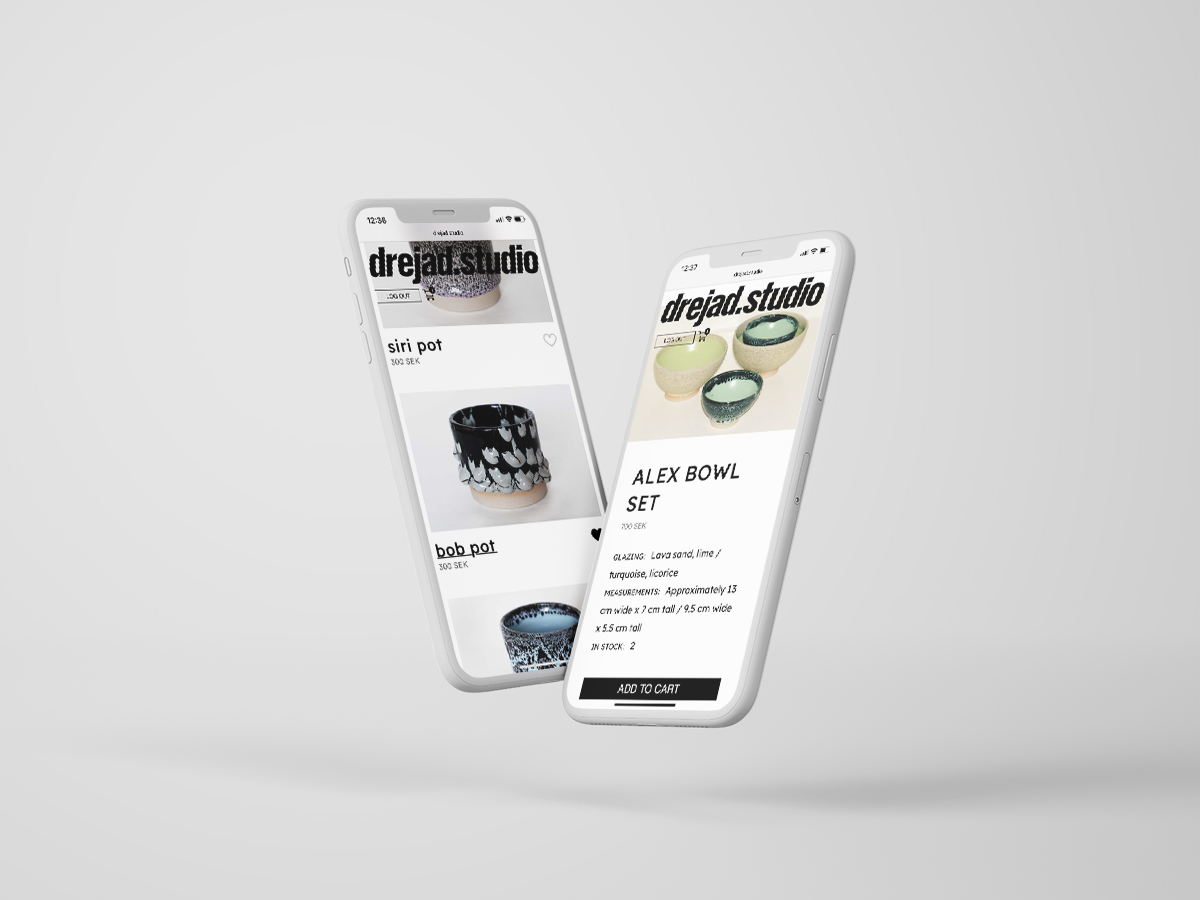 12:36
drejad.studio
drejad.studio
LOG OUT
0
siri pot
300 SEK
bob pot
300 SEK
12:37
drejad.studio
drejad.studio
LOG OUT
0
ALEX BOWL
SET
700 SEK
GLAZING: Lava sand, lime /
turquoise, licorice
MEASUREMENTS: Approximately 13
cm wide x 7 cm tall / 9.5 cm wide
x 5.5 cm tall
IN STOCK: 2
ADD TO CART